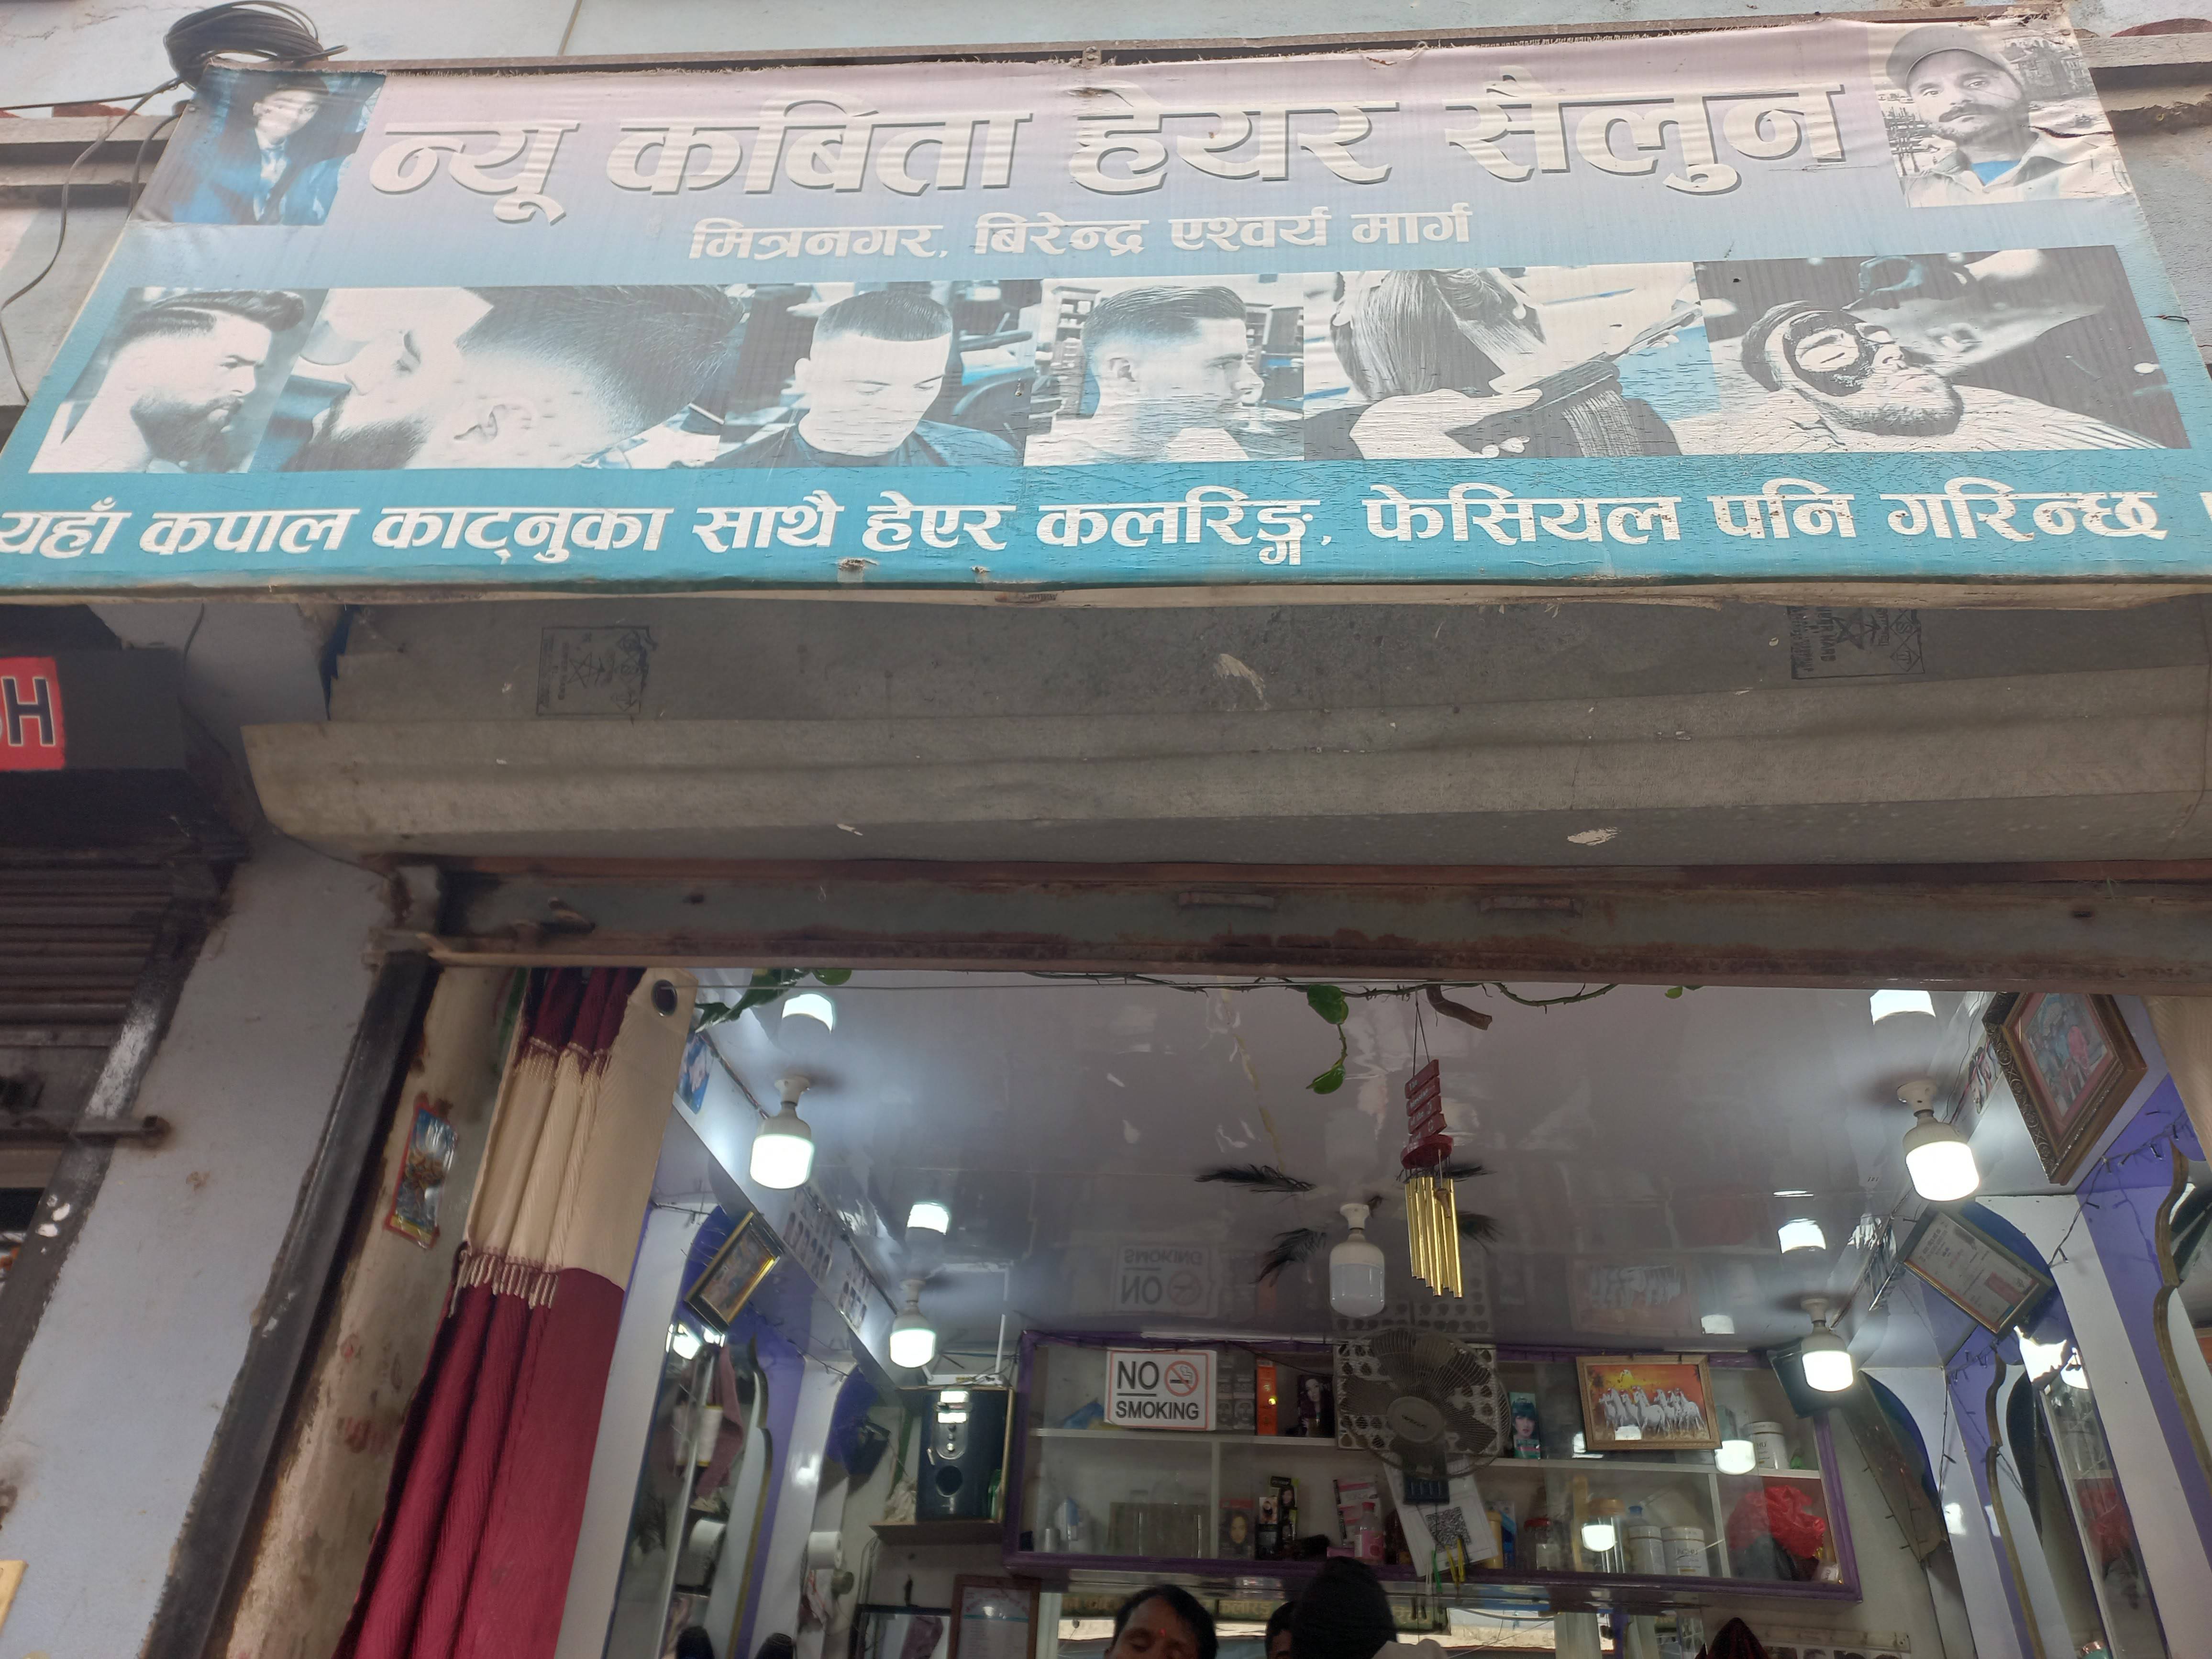 न्यू कबिता हेयर सैलुन
मित्रनगर, बिरेन्द्र एश्वर्य मार्ग
यहाँ कपाल काट्नुका साथै हेएर कलरिङ्ग, फेसियल पनि गरिन्छ ।
H
NO
SMOKING